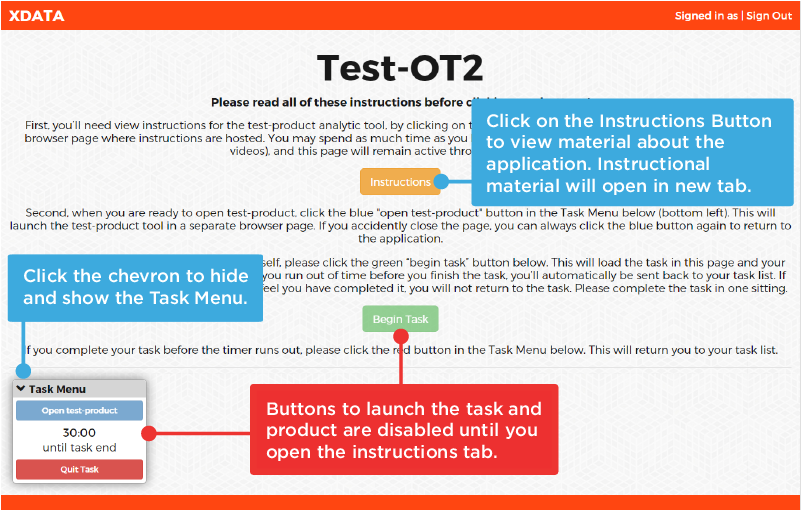 XDATA
Signed in as | Sign Out
Test-OT2
Please read all of these instructions before
First, you'll need view instructions for the test-product analytic tool, by clicking on
browser page where instructions are hosted. You may spend as much time as you
videos), and this page will remain active
Click on the Instructions Button
to view material about the
application. Instructional
material will open in new tab.
Instructions
Second, when you are ready to open test-product, click the blue "open test-product" button in the Task Menu below (bottom left). This will
launch the test-product tool in a separate browser page. If you accidently close the page, you can always click the blue button again to return to
the application.
please click the green "begin task" button below. This will load the task in this page and your
you run out of time before you finish the task, you'll automatically be sent back to your task list. If
feel you have completed it, you will not return to the task. Please complete the task in one sitting.
Click the chevron to hide
and show the Task Menu.
Begin Task
If you complete your task before the timer runs out, please click the red button in the Task Menu below. This will return you to your task list.
Task Menu
Open test-product
30:00
until task end
Quit Task
Buttons to launch the task and
product are disabled until you
open the instructions tab.